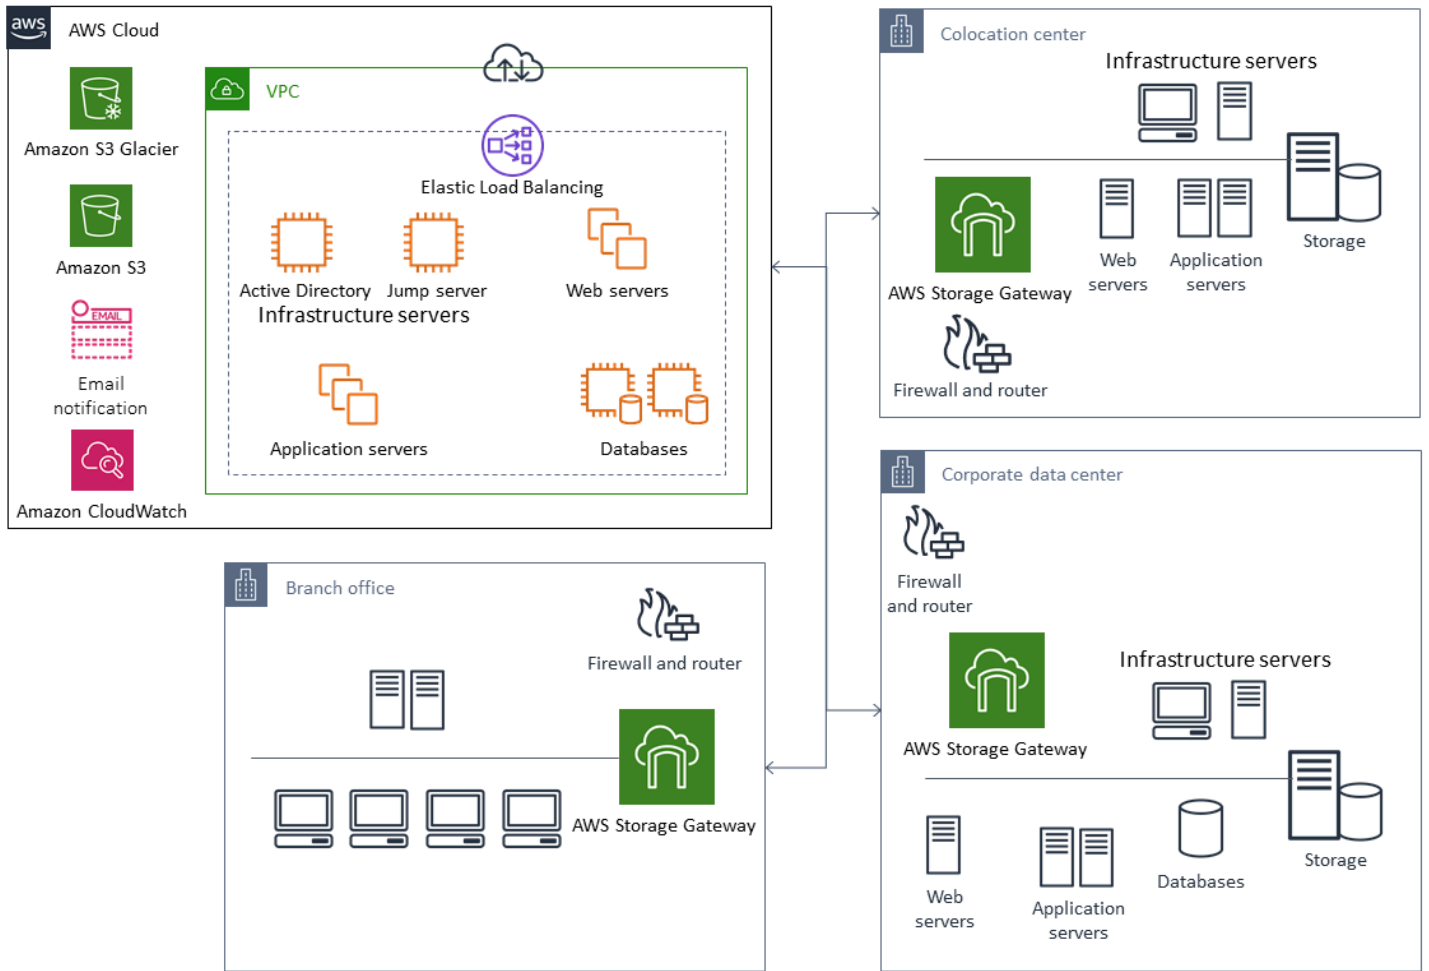 aws
AWS Cloud
Amazon S3 Glacier
Amazon S3
EMAIL
Email
notification
Amazon CloudWatch
VPC
Elastic Load Balancing
Active Directory
Jump server
Web servers
Infrastructure servers
Application servers
Databases
Colocation center
Infrastructure servers
AWS Storage Gateway
Web
servers
Application
servers
Storage
Firewall and router
Branch office
Firewall and router
AWS Storage Gateway
Corporate data center
Firewall
and router
AWS Storage Gateway
Infrastructure servers
Web
servers
Application
servers
Databases
Storage